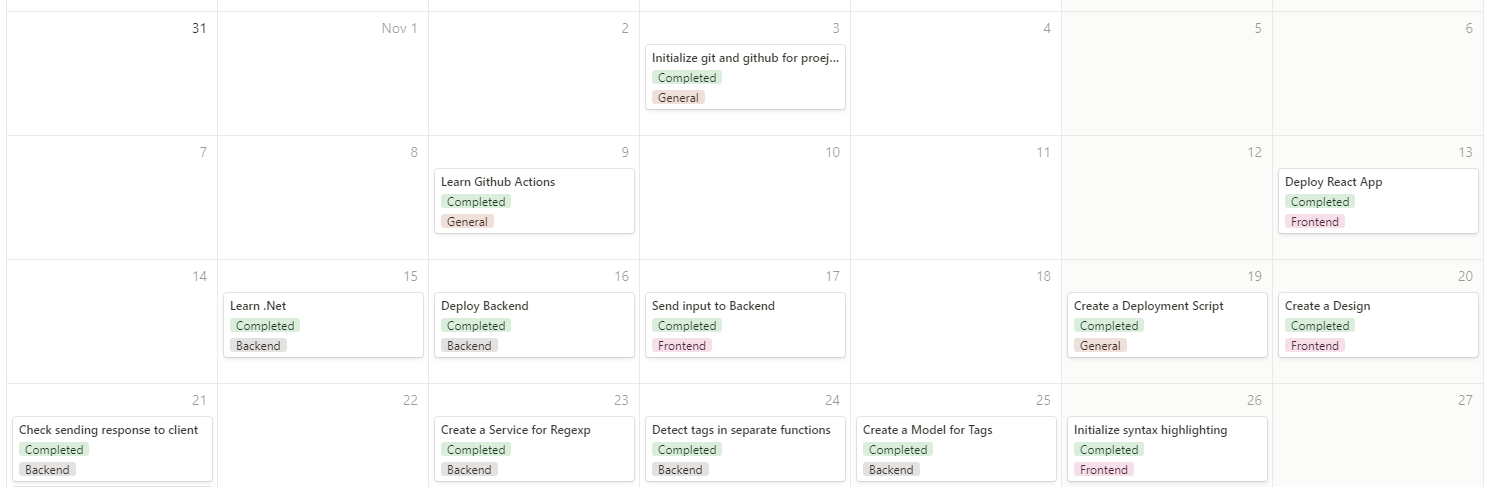 31
Nov 1
2
3
4
5
6
Initialize git and github for proej...
Completed
General
7
8
9
10
11
12
13
Learn Github Actions
Completed
General
Deploy React App
Completed
Frontend
14
15
16
17
18
19
20
Learn .Net
Completed
Backend
Deploy Backend
Completed
Backend
Send input to Backend
Completed
Frontend
Create a Deployment Script
Completed
General
Create a Design
Completed
Frontend
21
22
23
24
25
26
27
Check sending response to client
Completed
Backend
Create a Service for Regexp
Completed
Backend
Detect tags in separate functions
Completed
Backend
Create a Model for Tags
Completed
Backend
Initialize syntax highlighting
Completed
Frontend